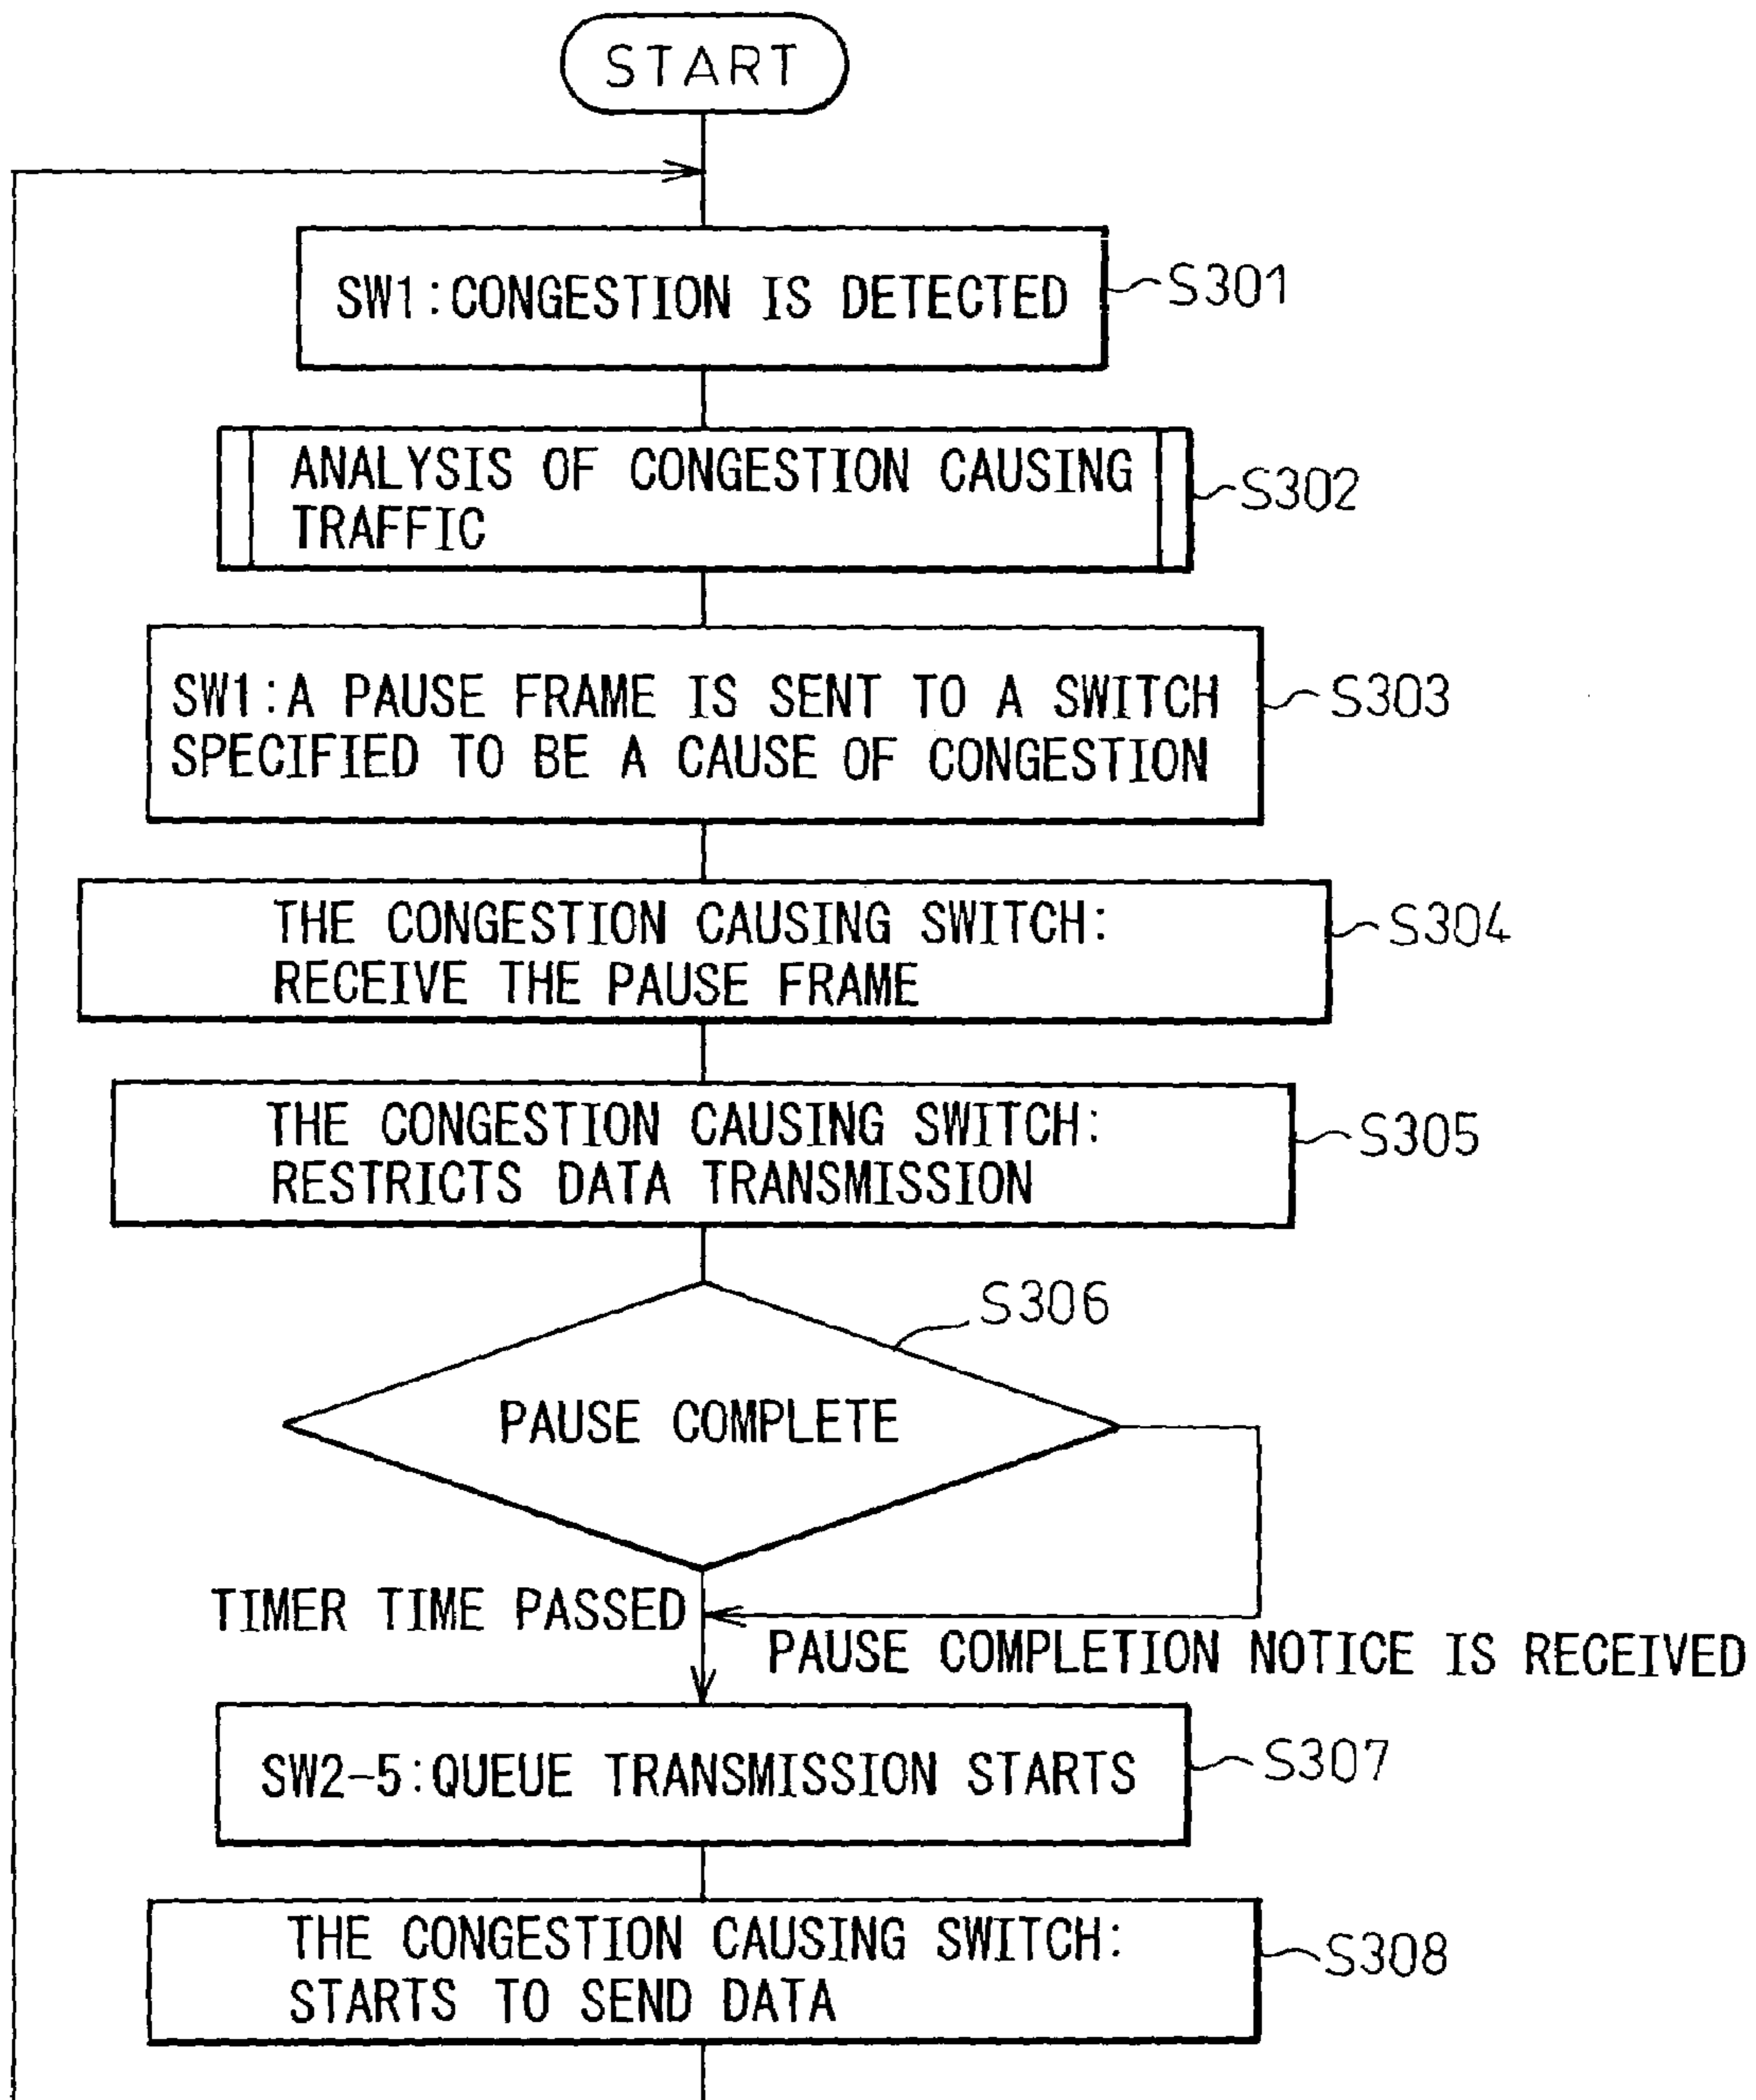 START
SW1:CONGESTION IS DETECTED
S301
ANALYSIS OF CONGESTION CAUSING
TRAFFIC
S302
SW1:A PAUSE FRAME IS SENT TO A SWITCH
SPECIFIED TO BE A CAUSE OF CONGESTION
S303
THE CONGESTION CAUSING SWITCH:
RECEIVE THE PAUSE FRAME
S304
THE CONGESTION CAUSING SWITCH:
RESTRICTS DATA TRANSMISSION
S305
S306
PAUSE COMPLETE
TIMER TIME PASSED
PAUSE COMPLETION NOTICE IS RECEIVED
SW2-5:QUEUE TRANSMISSION STARTS
S307
THE CONGESTION CAUSING SWITCH:
STARTS TO SEND DATA
S308